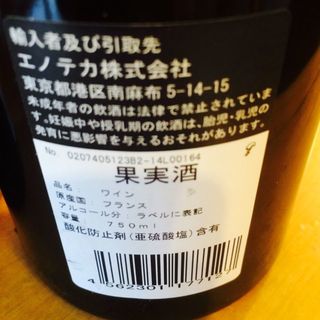 輸入者及び引取先
エノテカ株式会社
東京都港区南麻布 5-14-15
未成年者の飲酒は法律で禁止されています。
妊娠中や授乳期の飲酒は、胎児・乳児の
発育に悪影響を与えるおそれがあります。
No. 0207405123B2-14L00164
果実酒
品名: ワイン
原産国: フランス
アルコール分: ラベルに表記
容量: 750ml
酸化防止剤(亜硫酸塩)含有
4 562301 177127